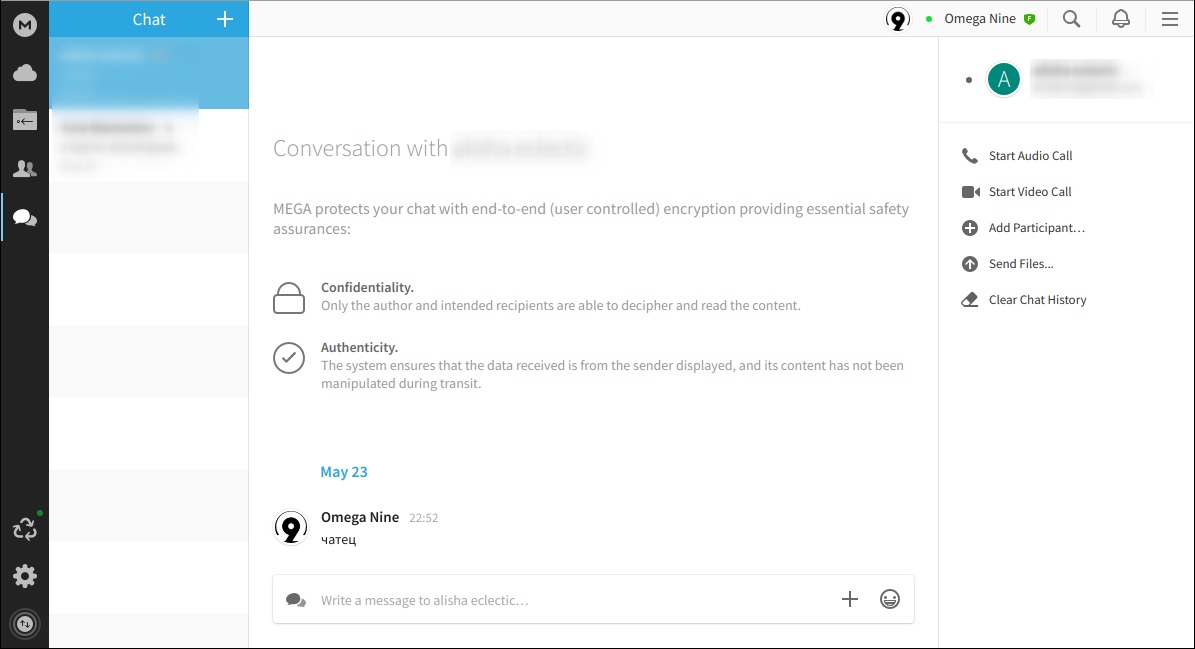 Chat
Omega Nine
A
Conversation with
Start Audio Call
Start Video Call
Add Participant…
Send Files...
Clear Chat History
MEGA protects your chat with end-to-end (user controlled) encryption providing essential safety
assurances:
Confidentiality.
Only the author and intended recipients are able to decipher and read the content.
Authenticity.
The system ensures that the data received is from the sender displayed, and its content has not been
manipulated during transit.
May 23
Omega Nine 22:52
чатец
Write a message to alisha eclectic…